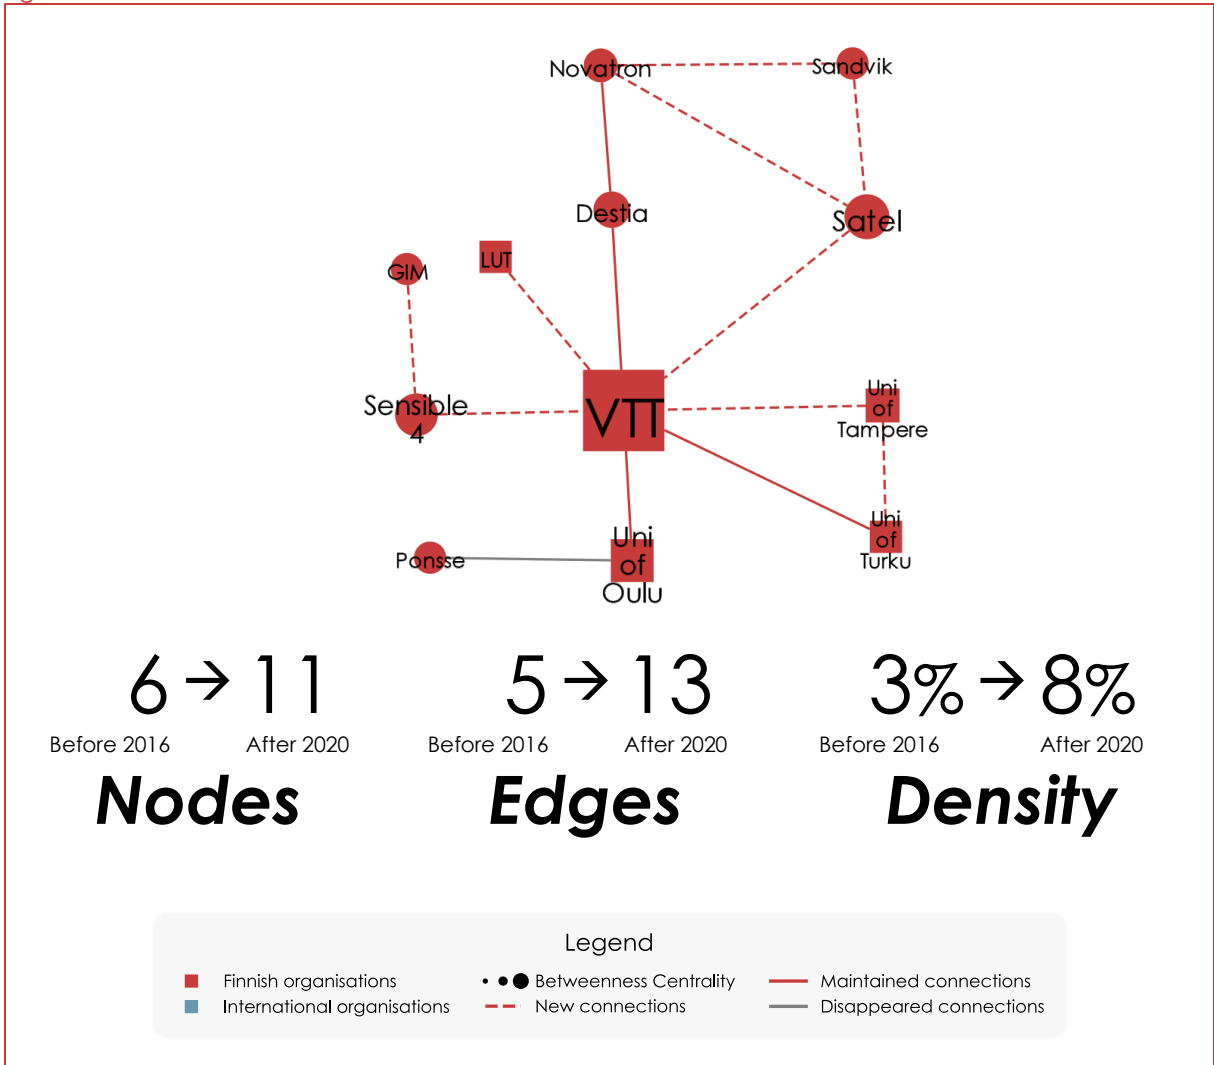 Novatron
Sandvik
Destia
Satel
LUT
GIM
Sensible
4
VTT
Uni
of
Tampere
Uni
of
Turku
Ponsse
Uni
of
Oulu
6 → 11
Before 2016 After 2020
Nodes
5 → 13
Before 2016 After 2020
Edges
3% → 8%
Before 2016 After 2020
Density
Legend
Finnish organisations
International organisations
Betweenness Centrality
New connections
Maintained connections
Disappeared connections